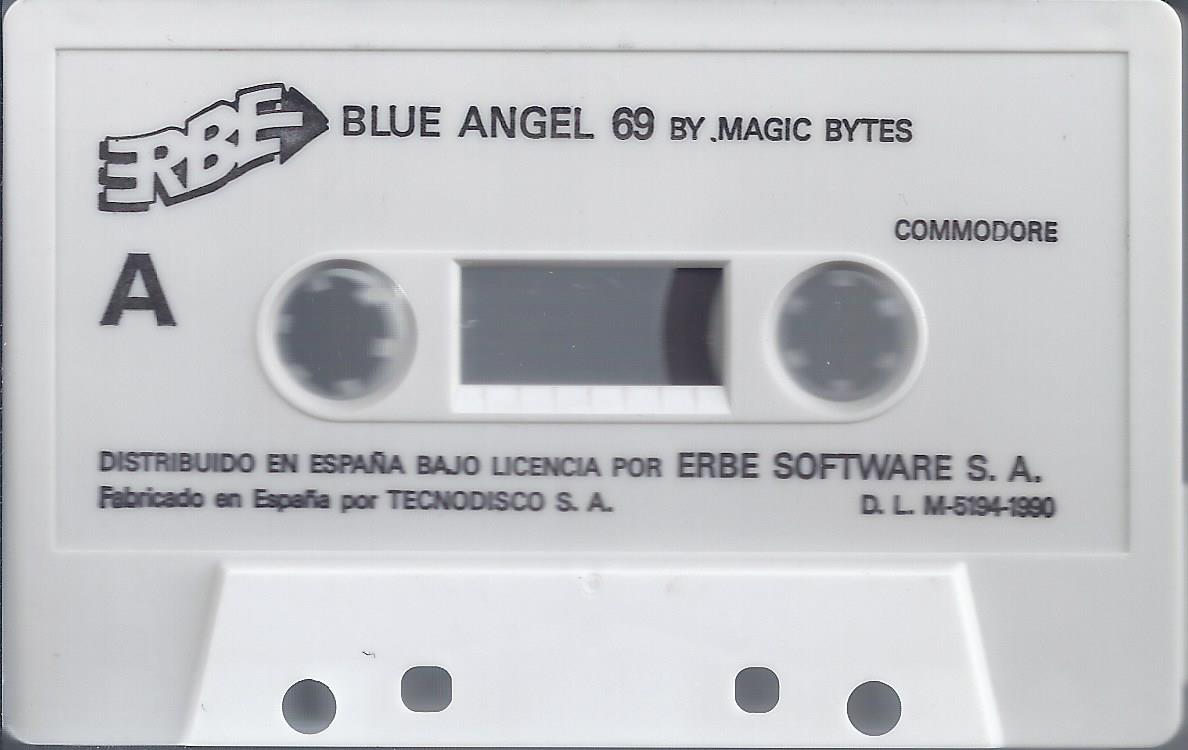 ERBE BLUE ANGEL 69 BY MAGIC BYTES
COMMODORE
A
DISTRIBUIDO EN ESPAÑA BAJO LICENCIA POR ERBE SOFTWARE S. A.
Fabricado en España por TECNODISCO S. A. D. L. M-5194-1990